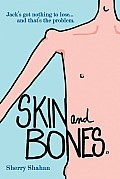 Jack's got nothing to lose...
and that's the problem.
SKIN and
BONES.
Sherry Shahan